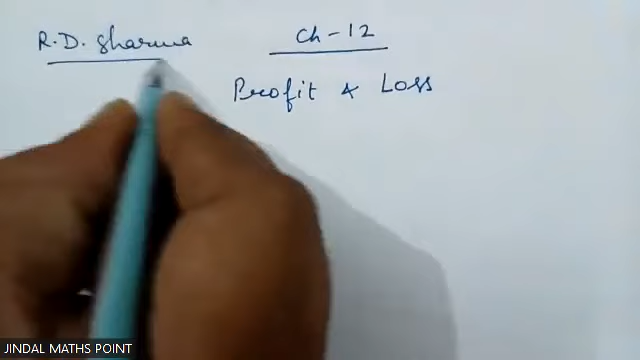 R.D. Sharma
Ch-12
Profit & Loss
JINDAL MATHS POINT